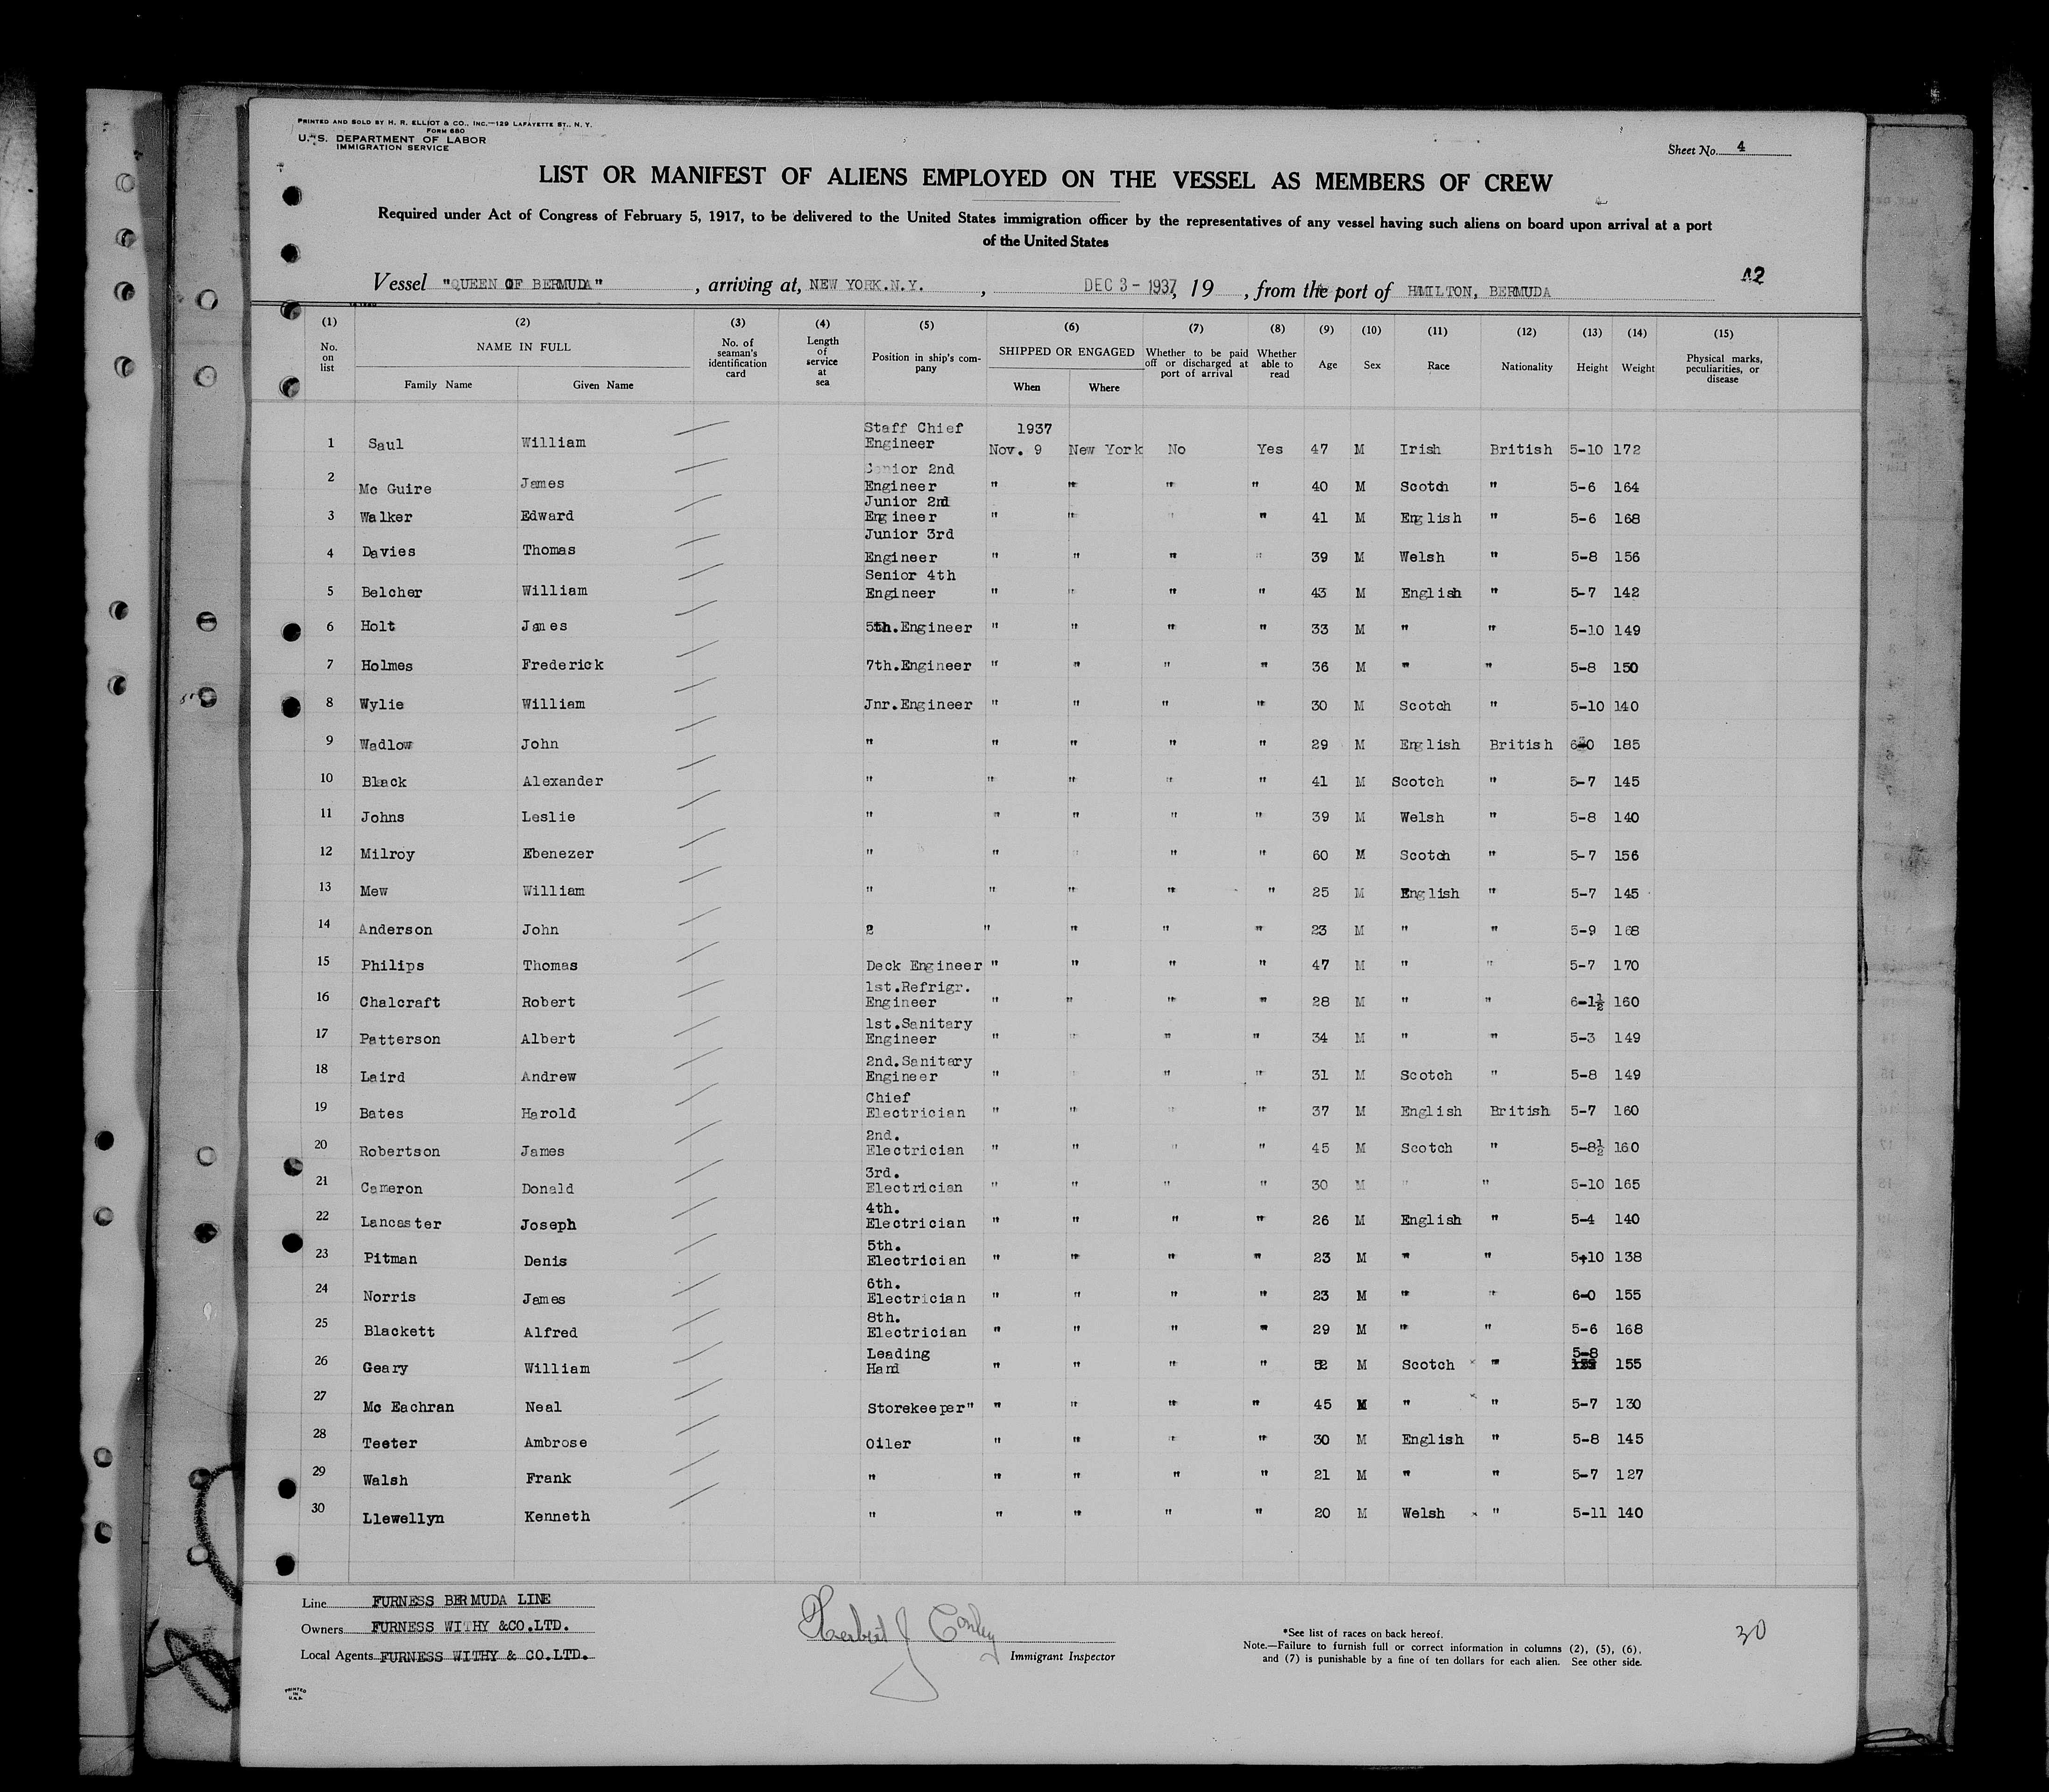 PRINTED AND SOLD BY H. R. ELLIOT & CO., INC.—129 LAFAYETTE ST., N. Y.
FORM 680
U. S. DEPARTMENT OF LABOR
IMMIGRATION SERVICE
Sheet No. 4
LIST OR MANIFEST OF ALIENS EMPLOYED ON THE VESSEL AS MEMBERS OF CREW
Required under Act of Congress of February 5, 1917, to be delivered to the United States immigration officer by the representatives of any vessel having such aliens on board upon arrival at a port
of the United States
Vessel "QUEEN OF BERMUDA", arriving at, NEW YORK.N.Y., DEC 3 - 1937, 19 , from the port of HMILTON, BERMUDA
(1) No. on list
(2) NAME IN FULL
Family Name Given Name
(3) No. of seaman's identification card
(4) Length of service at sea
(5) Position in ship's company
(6) SHIPPED OR ENGAGED
When Where
(7) Whether to be paid off or discharged at port of arrival
(8) Whether able to read
(9) Age
(10) Sex
(11) Race
(12) Nationality
(13) Height
(14) Weight
(15) Physical marks, peculiarities, or disease
1 Saul William Staff Chief Engineer 1937 Nov. 9 New York No Yes 47 M Irish British 5-10 172
2 Mc Guire James Senior 2nd Engineer " " " " 40 M Scotch " 5-6 164
3 Walker Edward Junior 2nd Engineer " " " " 41 M English " 5-6 168
4 Davies Thomas Junior 3rd Engineer " " " " 39 M Welsh " 5-8 156
5 Belcher William Senior 4th Engineer " " " " 43 M English " 5-7 142
6 Holt James 5th.Engineer " " " " 33 M " " 5-10 149
7 Holmes Frederick 7th.Engineer " " " " 36 M " " 5-8 150
8 Wylie William Jnr.Engineer " " " " 30 M Scotch " 5-10 140
9 Wadlow John " " " " " 29 M English British 6-0 185
10 Black Alexander " " " " " 41 M Scotch " 5-7 145
11 Johns Leslie " " " " " 39 M Welsh " 5-8 140
12 Milroy Ebenezer " " " " " 60 M Scotch " 5-7 156
13 Mew William " " " " " 25 M English " 5-7 145
14 Anderson John 2 " " " " 23 M " " 5-9 168
15 Philips Thomas Deck Engineer " " " " 47 M " " 5-7 170
16 Chalcraft Robert 1st.Refrigr. Engineer " " " " 28 M " " 6-1½ 160
17 Patterson Albert 1st.Sanitary Engineer " " " " 34 M " " 5-3 149
18 Laird Andrew 2nd.Sanitary Engineer " " " " 31 M Scotch " 5-8 149
19 Bates Harold Chief Electrician " " " " 37 M English British 5-7 160
20 Robertson James 2nd. Electrician " " " " 45 M Scotch " 5-8½ 160
21 Cameron Donald 3rd. Electrician " " " " 30 M " " 5-10 165
22 Lancaster Joseph 4th. Electrician " " " " 26 M English " 5-4 140
23 Pitman Denis 5th. Electrician " " " " 23 M " " 5-10 138
24 Norris James 6th. Electrician " " " " 23 M " " 6-0 155
25 Blackett Alfred 8th. Electrician " " " " 29 M " " 5-6 168
26 Geary William Leading Hand " " " " 52 M Scotch " 5-8 155
27 Mc Eachran Neal Storekeeper" " " " " 45 M " " 5-7 130
28 Teeter Ambrose Oiler " " " " 30 M English " 5-8 145
29 Walsh Frank " " " " " 21 M " " 5-7 127
30 Llewellyn Kenneth " " " " " 20 M Welsh " 5-11 140
Line FURNESS BERMUDA LINE
Owners FURNESS WITHY &CO.LTD.
Local Agents FURNESS WITHY & CO.LTD.
Herbert J Conley
Immigrant Inspector
*See list of races on back hereof.
Note.—Failure to furnish full or correct information in columns (2), (5), (6),
and (7) is punishable by a fine of ten dollars for each alien. See other side.
30
PRINTED IN U.S.A.